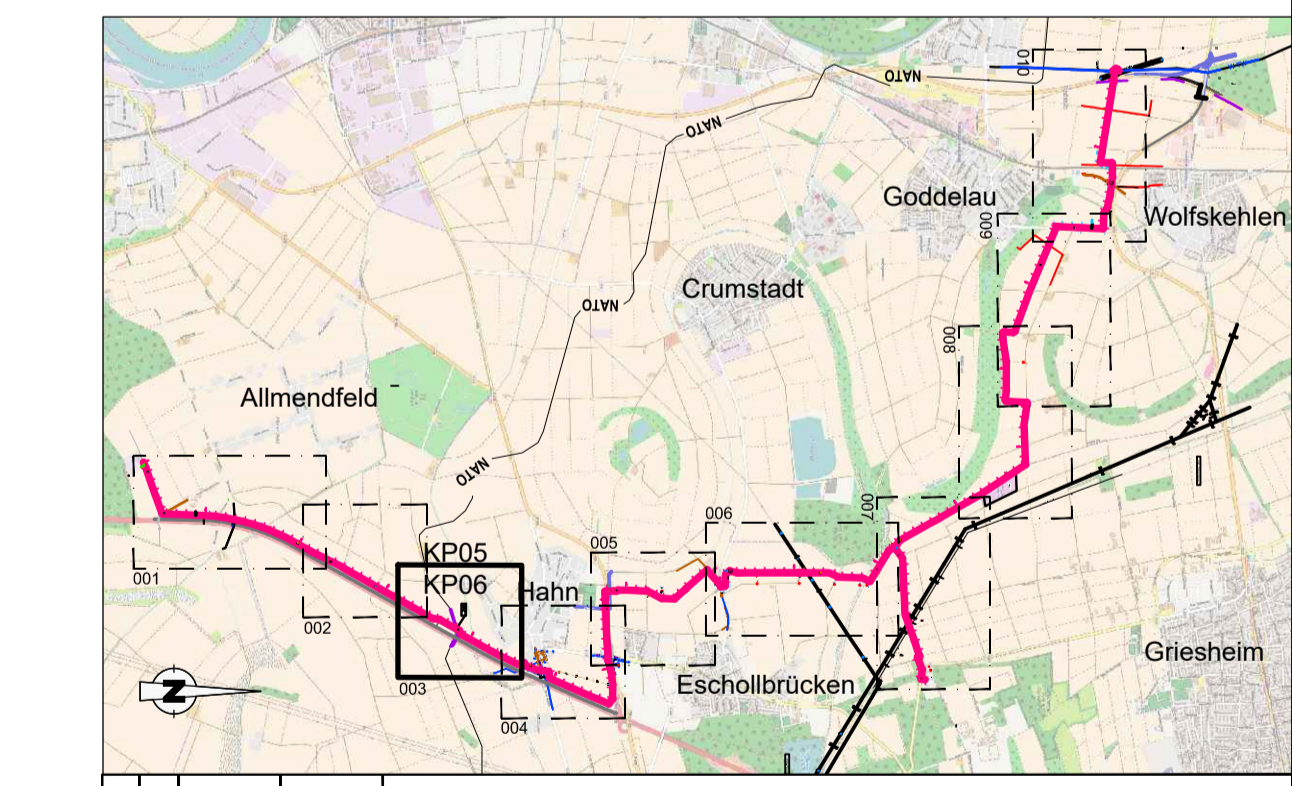 010
NATO
NATO
Goddelau
009
Wolfskehlen
Crumstadt
NATO
008
Allmendfeld
NATO
007
006
005
KP05
KP06
Hahn
001
002
003
004
Eschollbrücken
Griesheim
N